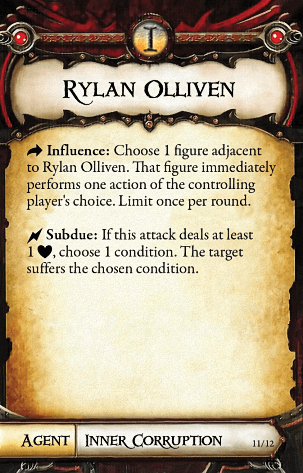 I
RYLAN OLLIVEN
Influence: Choose 1 figure adjacent
to Rylan Olliven. That figure immediately
performs one action of the controlling
player's choice. Limit once per round.
Subdue: If this attack deals at least
1 ♥, choose 1 condition. The target
suffers the chosen condition.
AGENT INNER CORRUPTION 11/12